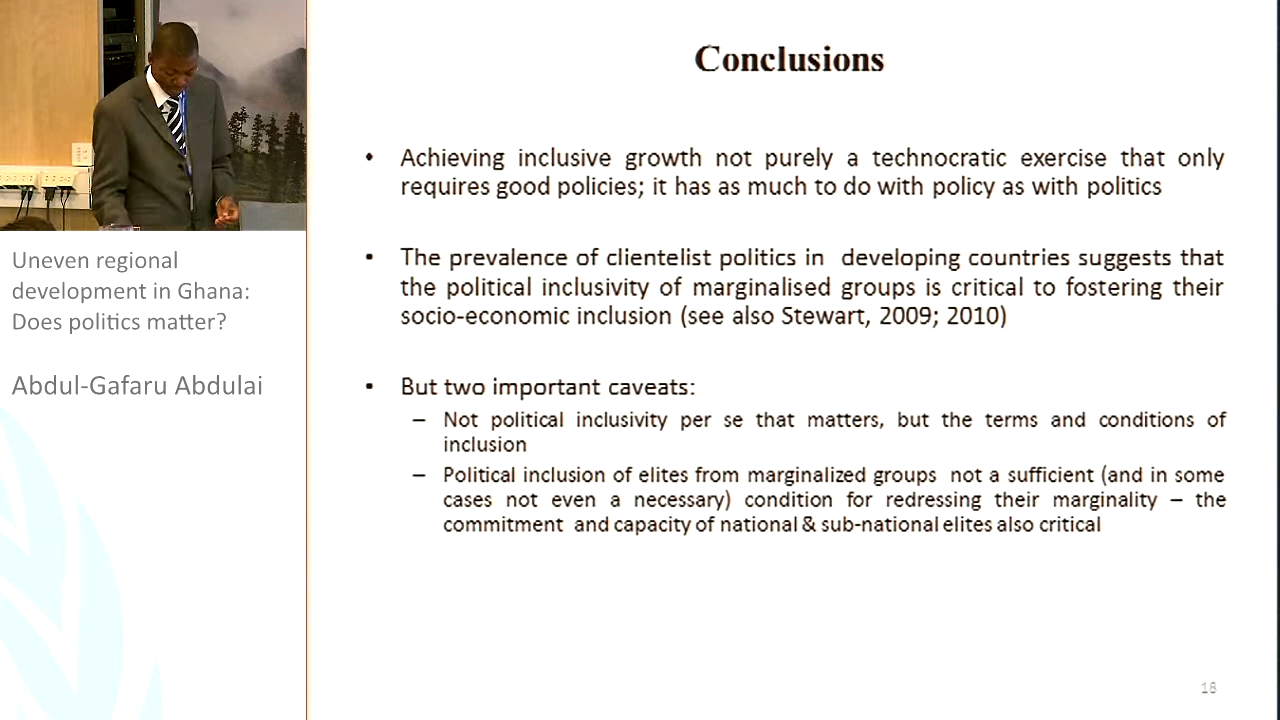 Uneven regional
development in Ghana:
Does politics matter?
Abdul-Gafaru Abdulai
Conclusions
• Achieving inclusive growth not purely a technocratic exercise that only
requires good policies; it has as much to do with policy as with politics
• The prevalence of clientelist politics in developing countries suggests that
the political inclusivity of marginalised groups is critical to fostering their
socio-economic inclusion (see also Stewart, 2009; 2010)
• But two important caveats:
– Not political inclusivity per se that matters, but the terms and conditions of
inclusion
– Political inclusion of elites from marginalized groups not a sufficient (and in some
cases not even a necessary) condition for redressing their marginality – the
commitment and capacity of national & sub-national elites also critical
18